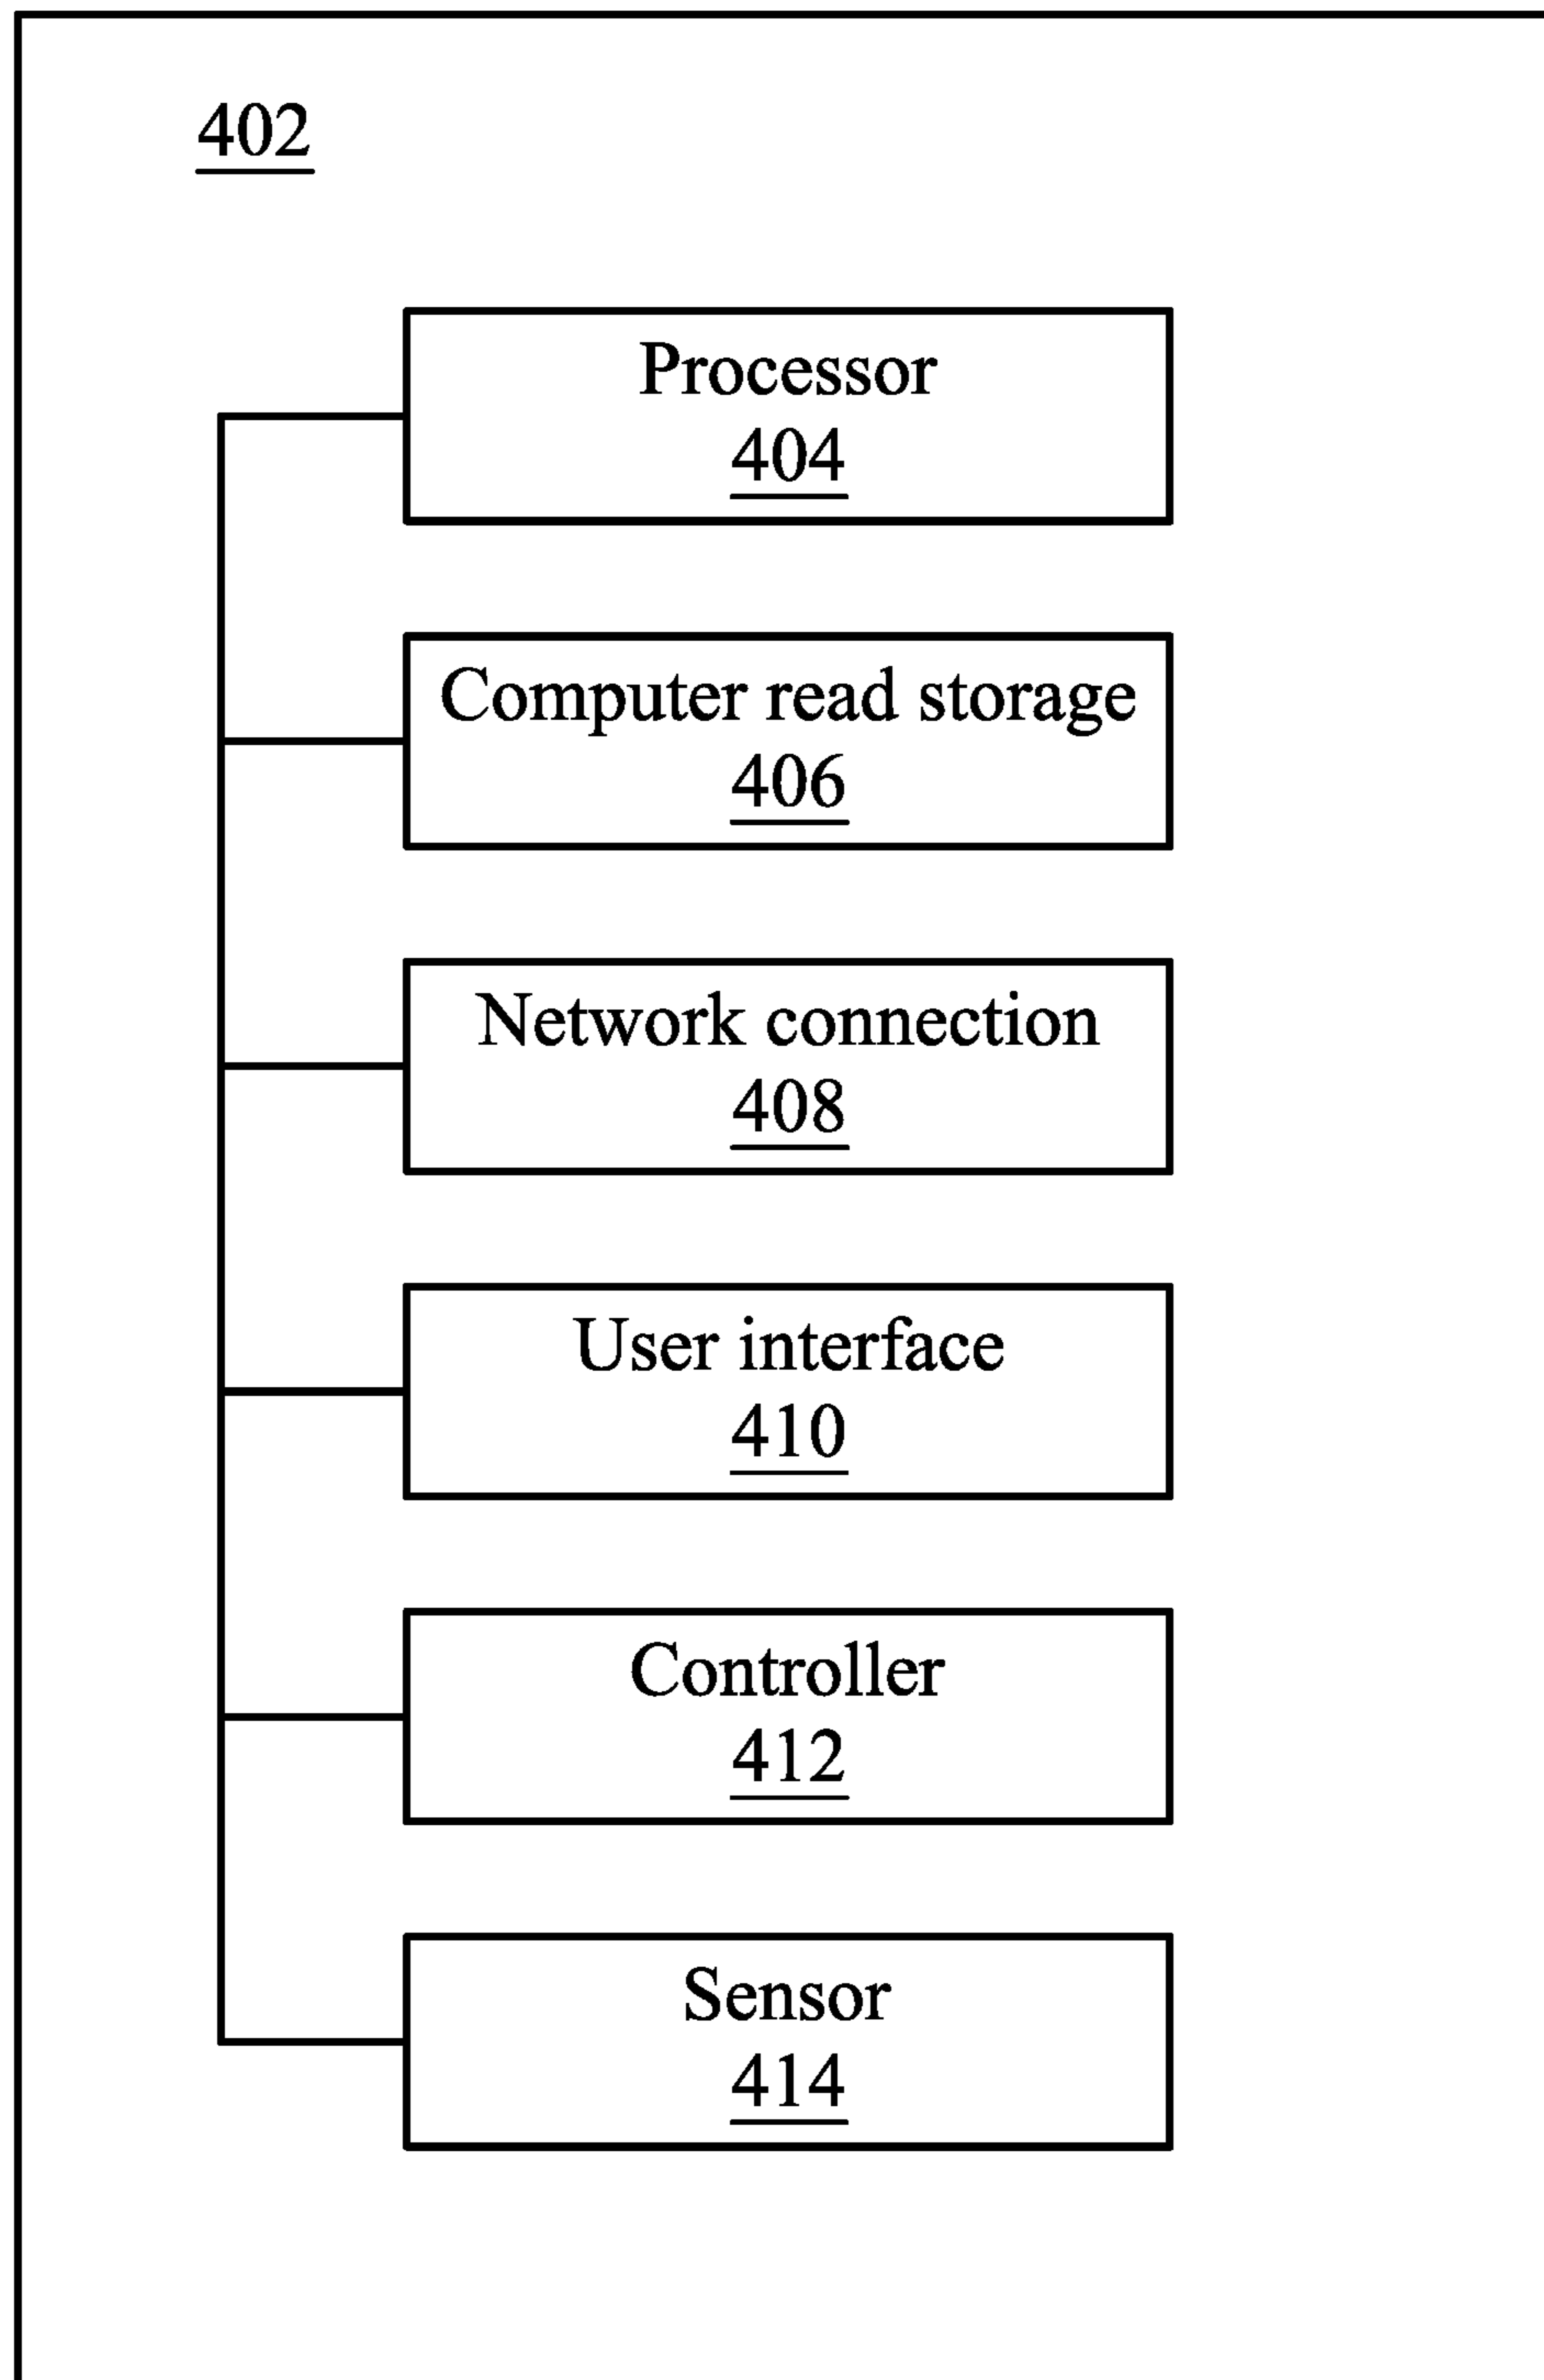 402
Processor
404
Computer read storage
406
Network connection
408
User interface
410
Controller
412
Sensor
414